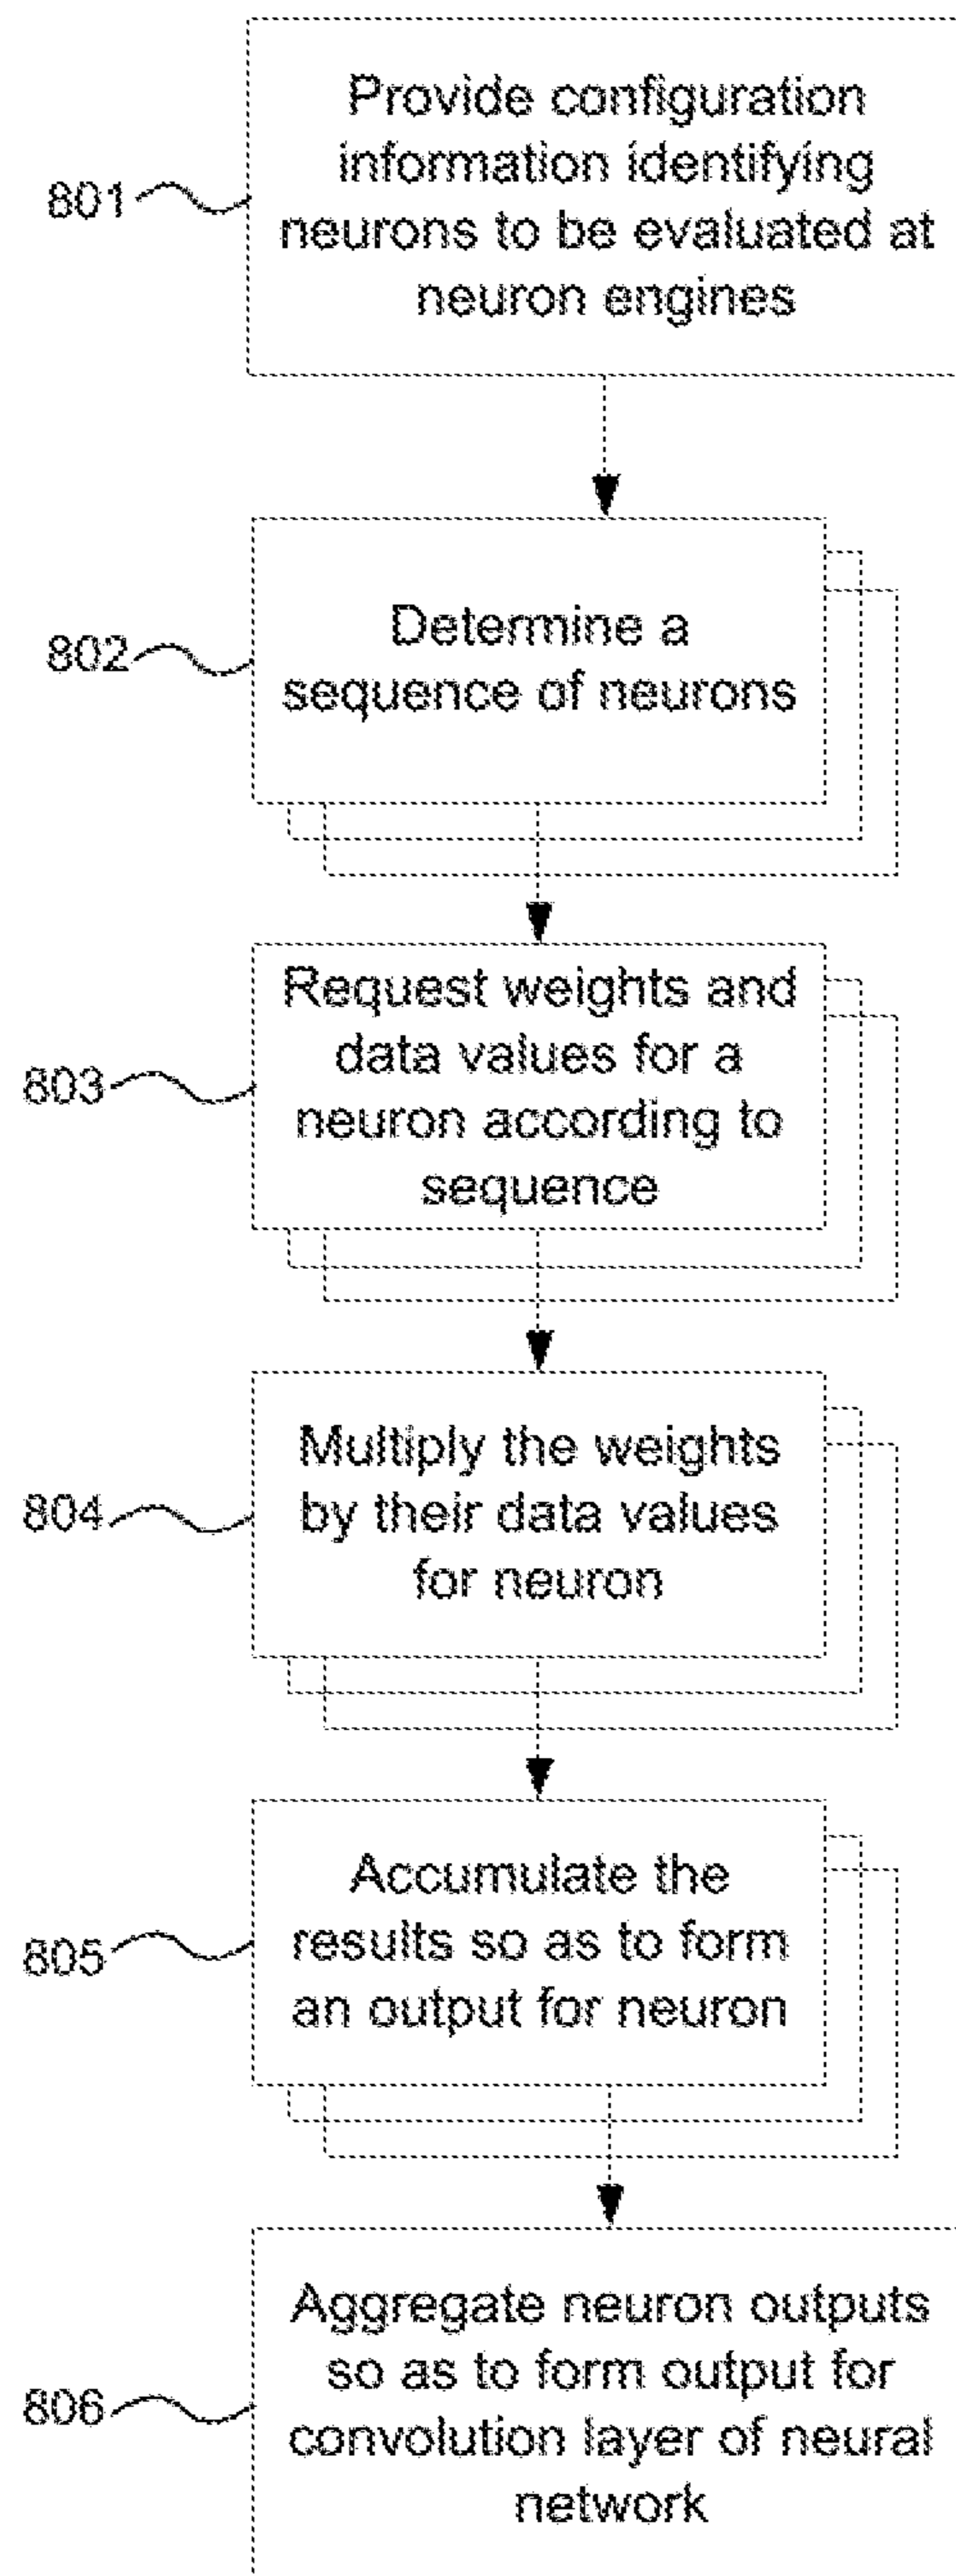 801
Provide configuration
information identifying
neurons to be evaluated at
neuron engines
802
Determine a
sequence of neurons
803
Request weights and
data values for a
neuron according to
sequence
804
Multiply the weights
by their data values
for neuron
805
Accumulate the
results so as to form
an output for neuron
806
Aggregate neuron outputs
so as to form output for
convolution layer of neural
network